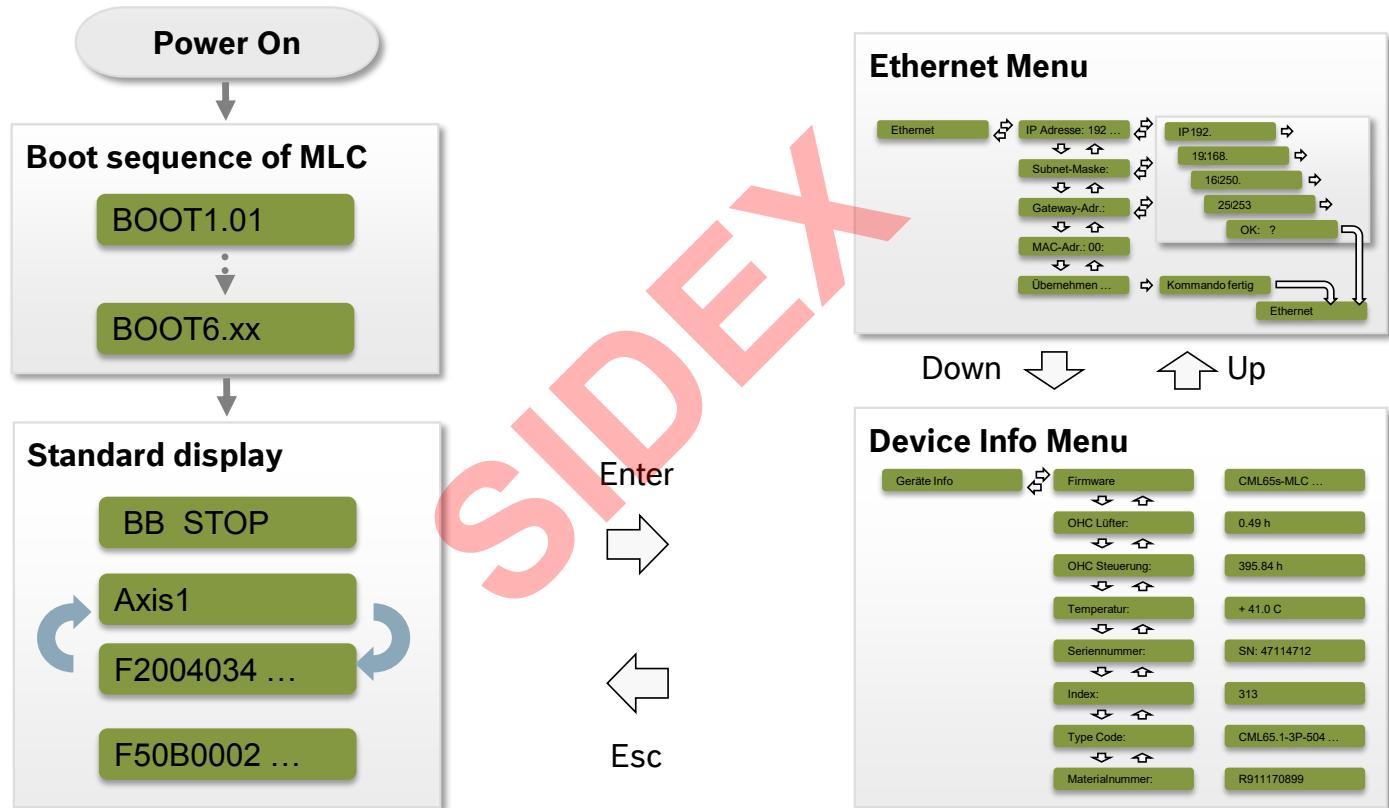 Power On
Boot sequence of MLC
BOOT1.01
BOOT6.xx
Standard display
BB STOP
Axis1
F2004034 ...
F50B0002 ...
Enter
Esc
SIDEX
Ethernet Menu
Ethernet
IP Adresse: 192 ...
Subnet-Maske:
Gateway-Adr.:
MAC-Adr.: 00:
Übernehmen ...
IP192.
168.
250.
253
OK: ?
Kommando fertig
Ethernet
Down
Up
Device Info Menu
Geräte Info
Firmware CML65s-MLC ...
OHC Lüfter: 0.49 h
OHC Steuerung: 395.84 h
Temperatur: + 41.0 C
Seriennummer: SN: 47114712
Index: 313
Type Code: CML65.1-3P-504 ...
Materialnummer: R911170899